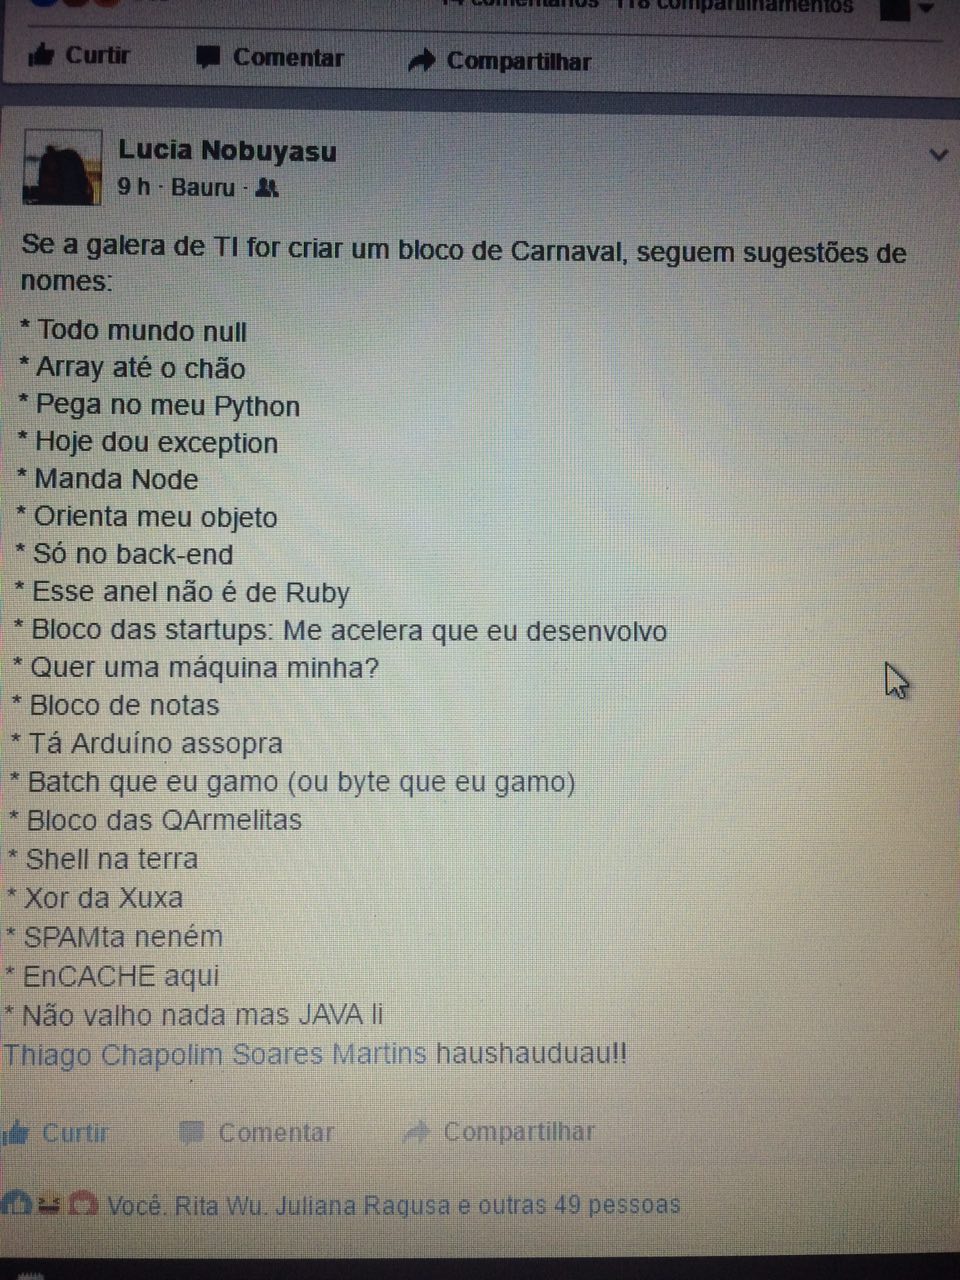 14 comentários 118 compartilhamentos
Curtir Comentar Compartilhar
Lucia Nobuyasu
9 h · Bauru ·
Se a galera de TI for criar um bloco de Carnaval, seguem sugestões de
nomes:
* Todo mundo null
* Array até o chão
* Pega no meu Python
* Hoje dou exception
* Manda Node
* Orienta meu objeto
* Só no back-end
* Esse anel não é de Ruby
* Bloco das startups: Me acelera que eu desenvolvo
* Quer uma máquina minha?
* Bloco de notas
* Tá Arduíno assopra
* Batch que eu gamo (ou byte que eu gamo)
* Bloco das QArmelitas
* Shell na terra
* Xor da Xuxa
* SPAMta neném
* EnCACHE aqui
* Não valho nada mas JAVA li
Thiago Chapolim Soares Martins haushauduau!!
Curtir Comentar Compartilhar
Você, Rita Wu, Juliana Ragusa e outras 49 pessoas